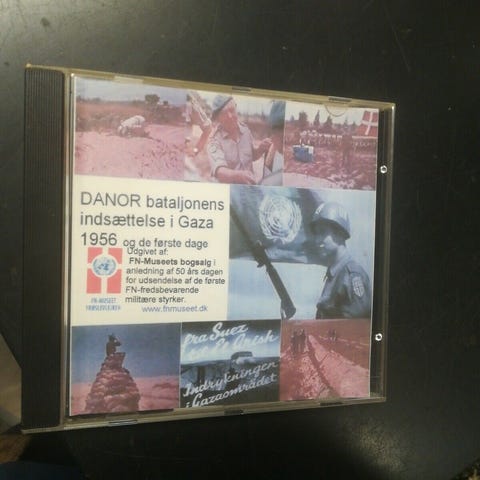 DANOR bataljonens
indsættelse i Gaza
1956 og de første dage
Udgivet af:
FN-Museets bogsalg i
anledning af 50 års dagen
for udsendelse af de første
FN-fredsbevarende
militære styrker.
www.fnmuseet.dk
FN-MUSEET
fra Suez
El Arish
Indrykningen
i Gazaområdet